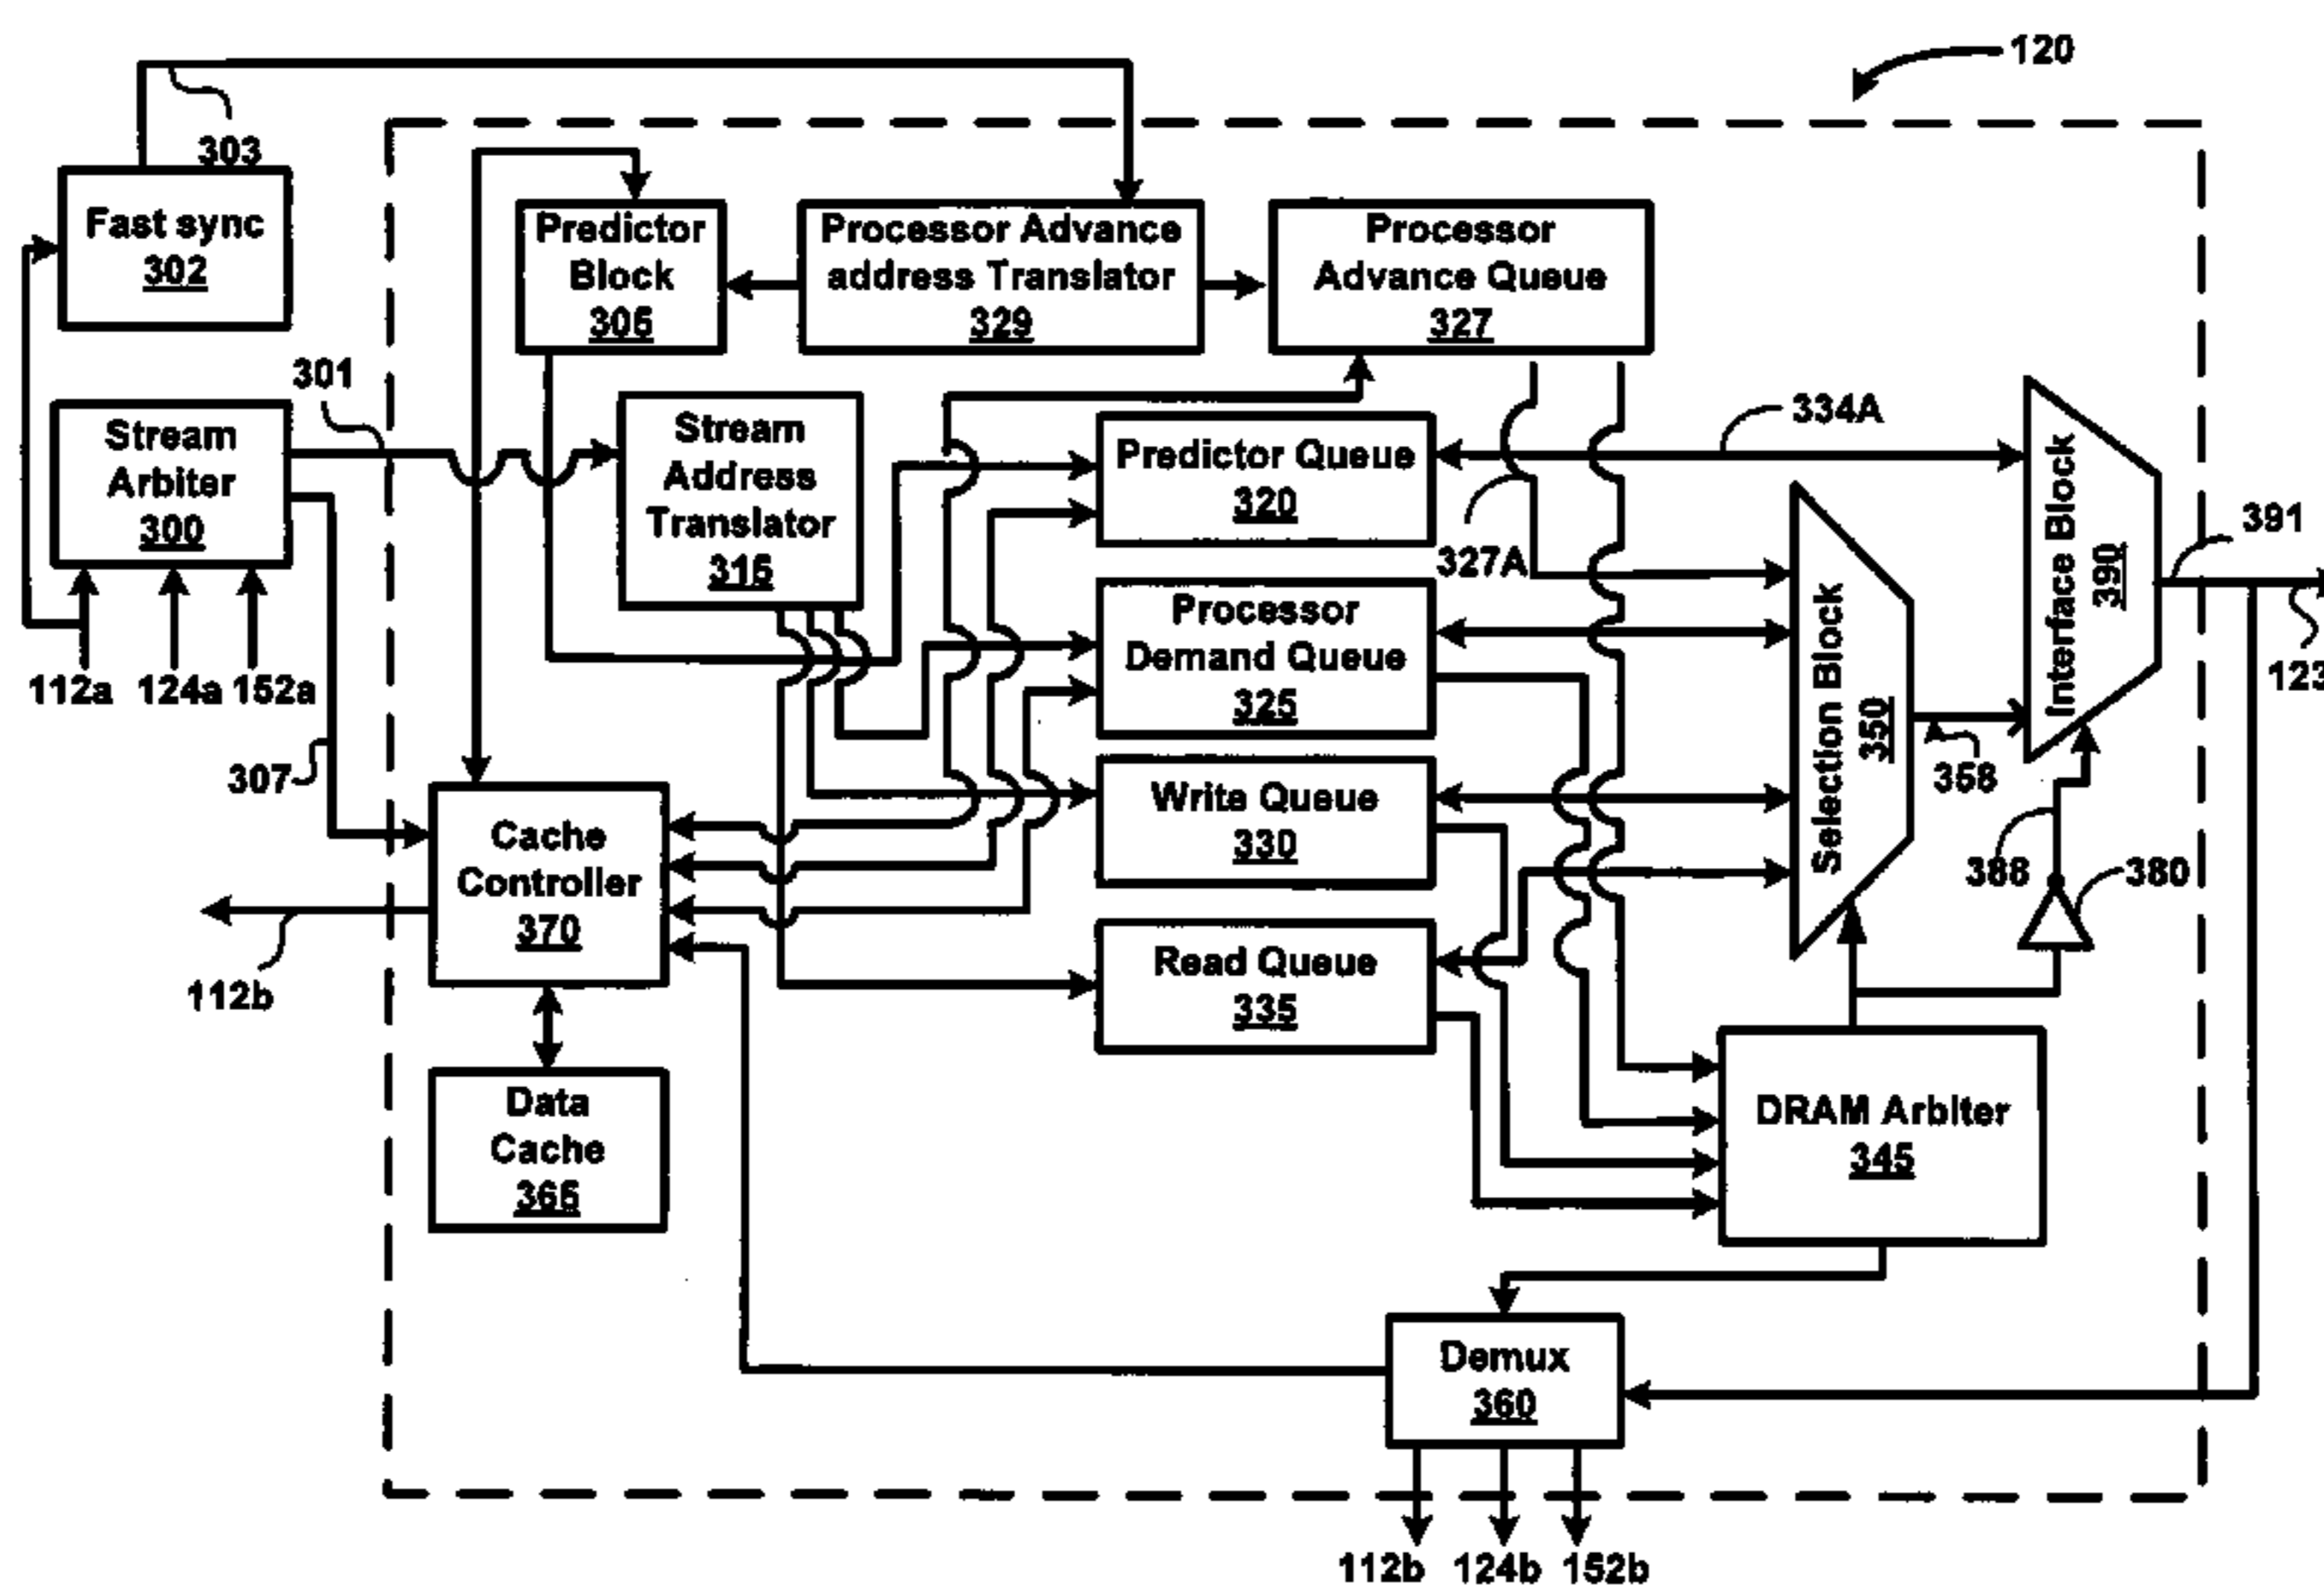 120
303
Fast sync
302
Predictor
Block
305
Processor Advance
address Translator
329
Processor
Advance Queue
327
301
Stream
Arbiter
300
Stream
Address
Translator
315
Predictor Queue
320
334A
327A
Interface Block
390
391
123
112a
124a
152a
Processor
Demand Queue
325
Selection Block
350
358
307
Cache
Controller
370
Write Queue
330
388
380
112b
Read Queue
335
Data
Cache
365
DRAM Arbiter
345
Demux
360
112b
124b
152b